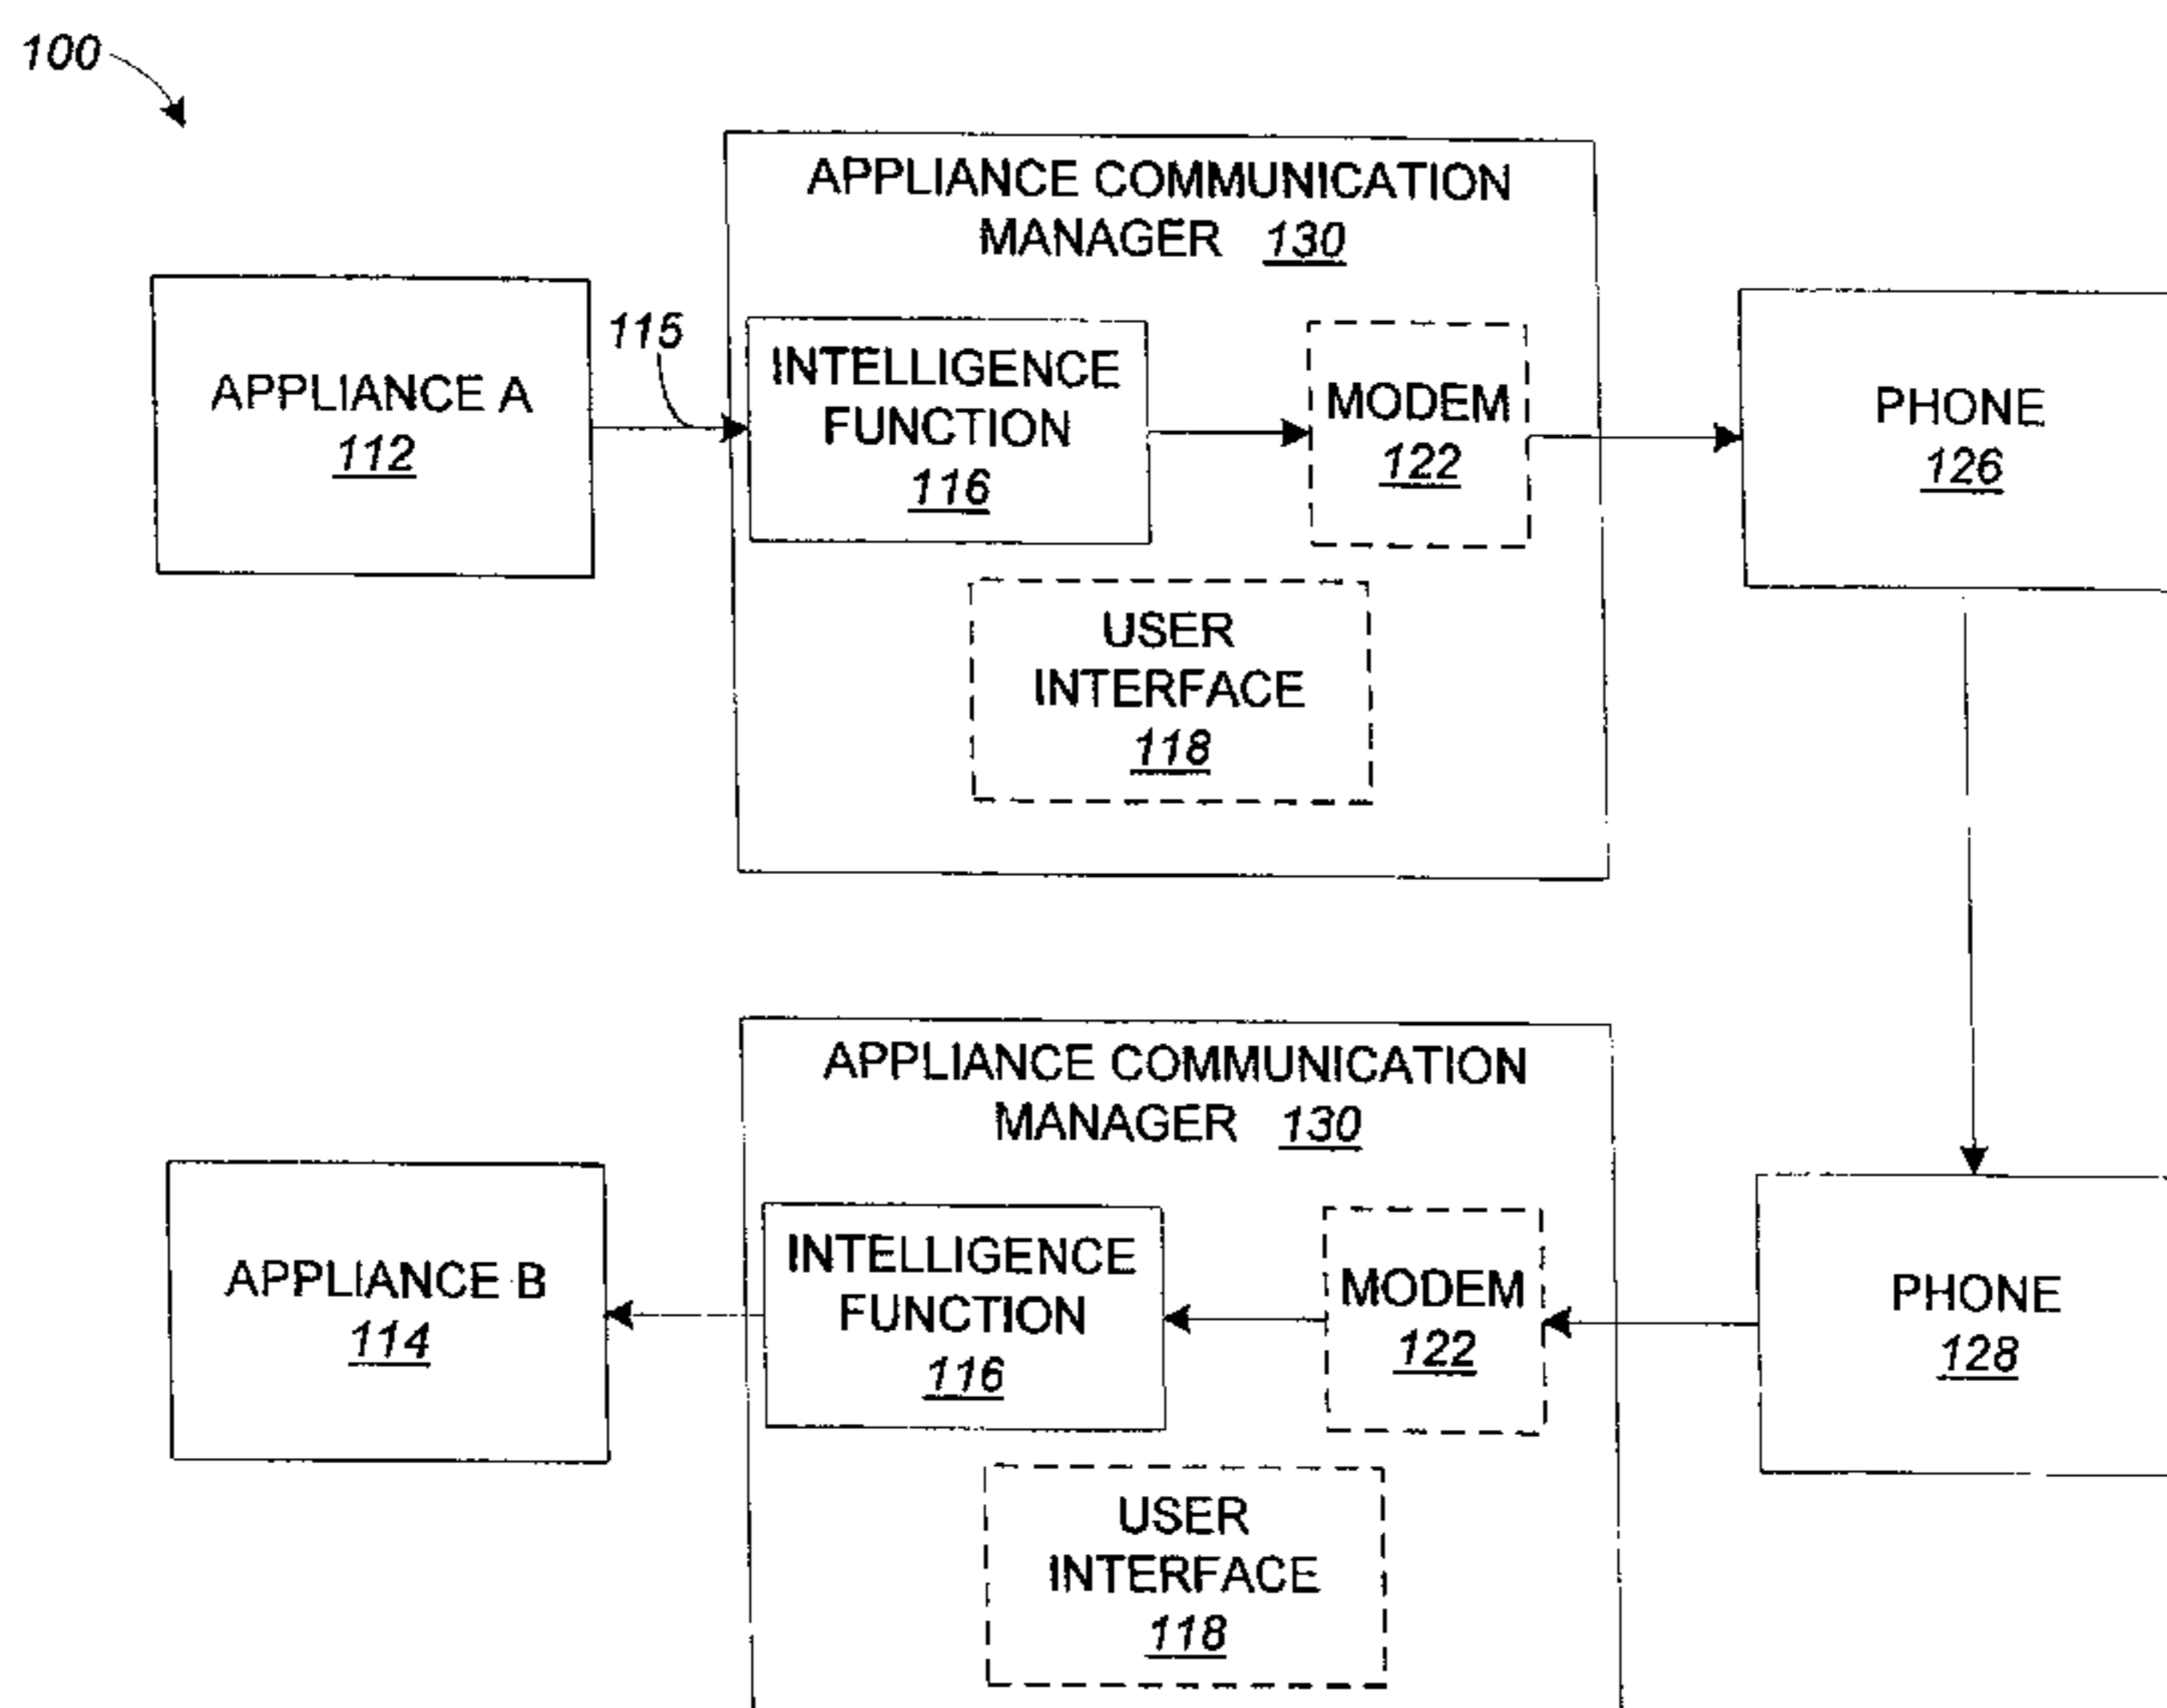 100
APPLIANCE COMMUNICATION
MANAGER 130
APPLIANCE A
112
115
INTELLIGENCE
FUNCTION
116
MODEM
122
PHONE
126
USER
INTERFACE
118
APPLIANCE COMMUNICATION
MANAGER 130
APPLIANCE B
114
INTELLIGENCE
FUNCTION
116
MODEM
122
PHONE
128
USER
INTERFACE
118